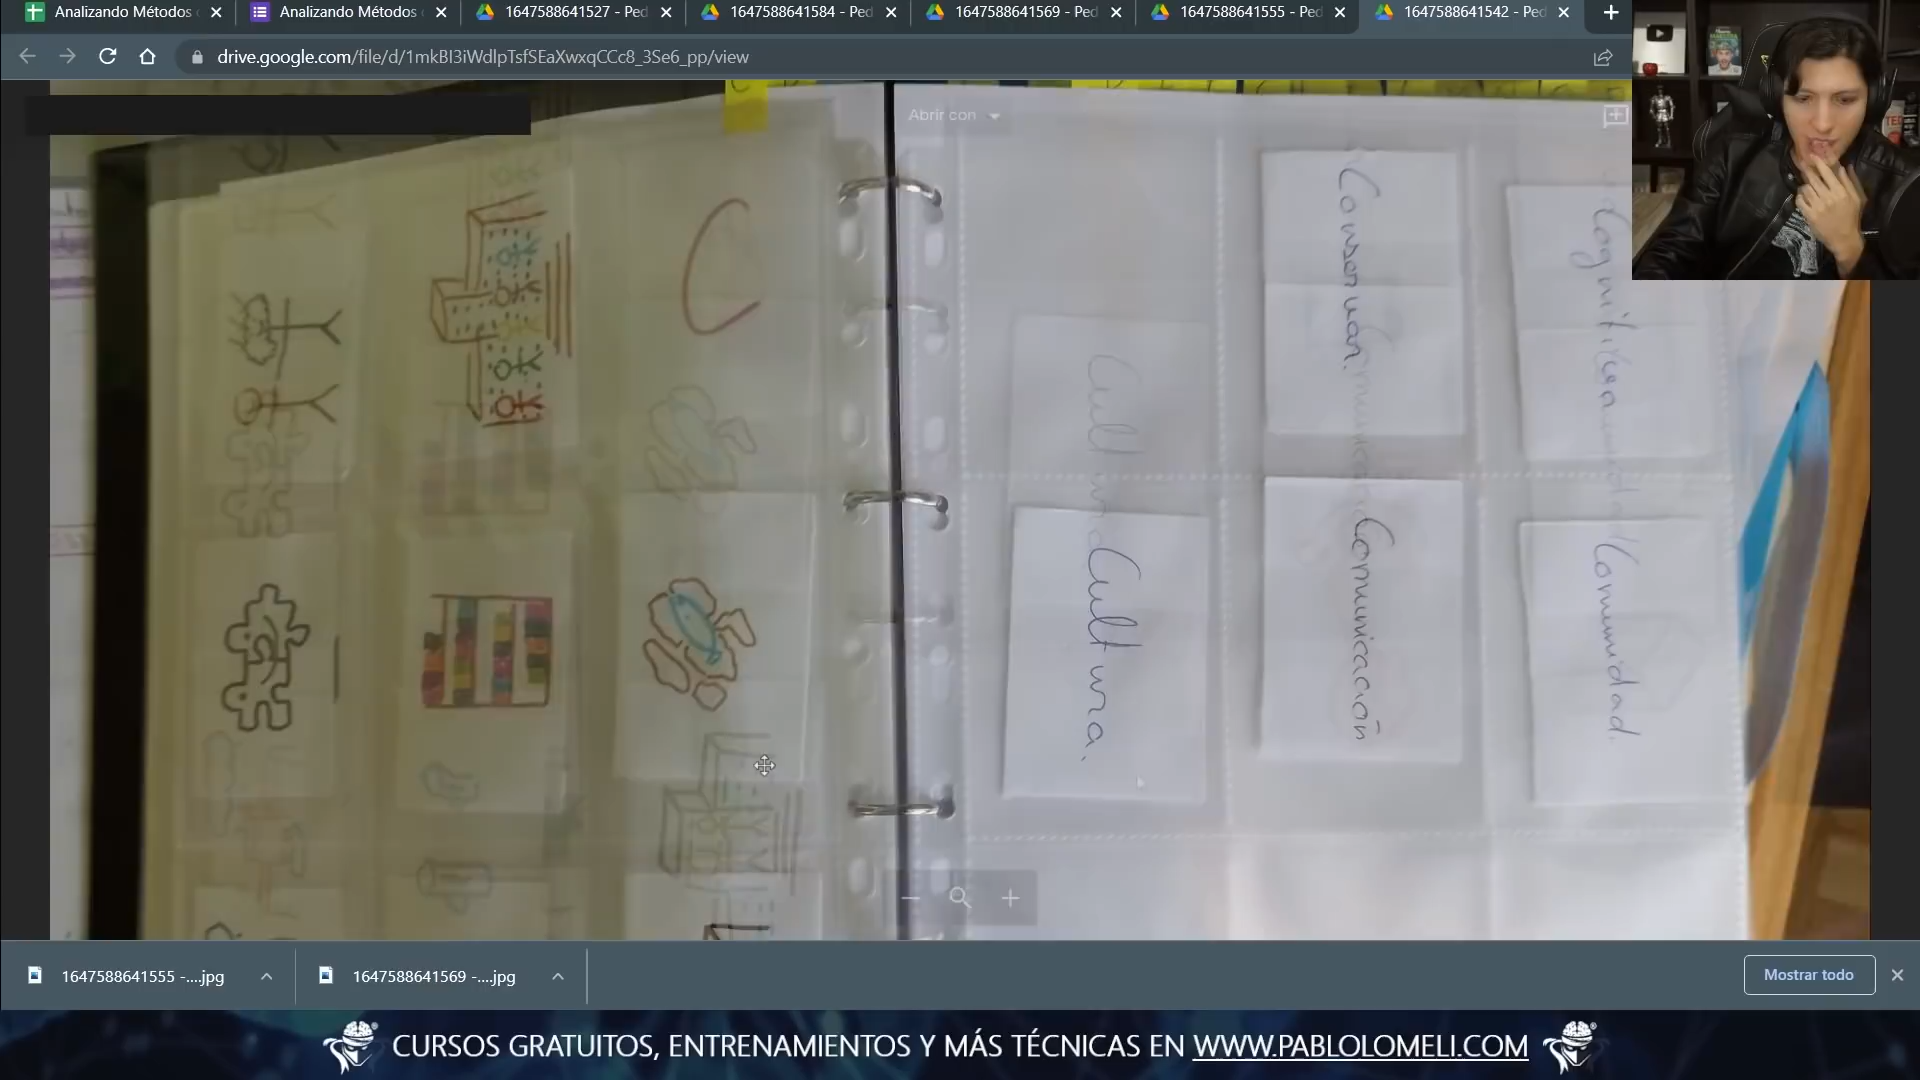 Analizando Métodos
Analizando Métodos
1647588641527 - Ped
1647588641584 - Ped
1647588641569 - Ped
1647588641555 - Ped
1647588641542 - Ped
drive.google.com/file/d/1mkBI3iWdlpTsfSEaXwxqCCc8_3Se6_pp/view
Abrir con
C
Conservar.
Comunicación
Cultura.
Comunidad.
1647588641555 -....jpg
1647588641569 -....jpg
Mostrar todo
CURSOS GRATUITOS, ENTRENAMIENTOS Y MÁS TÉCNICAS EN WWW.PABLOLOMELI.COM